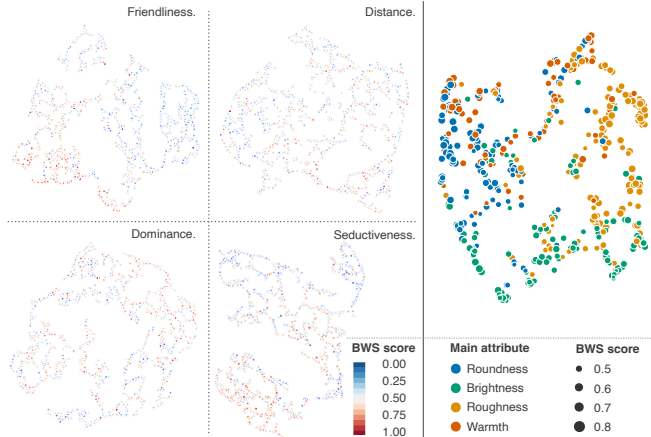 Friendliness.
Distance.
Dominance.
Seductiveness.
BWS score
0.00
0.25
0.50
0.75
1.00
Main attribute
Roundness
Brightness
Roughness
Warmth
BWS score
0.5
0.6
0.7
0.8